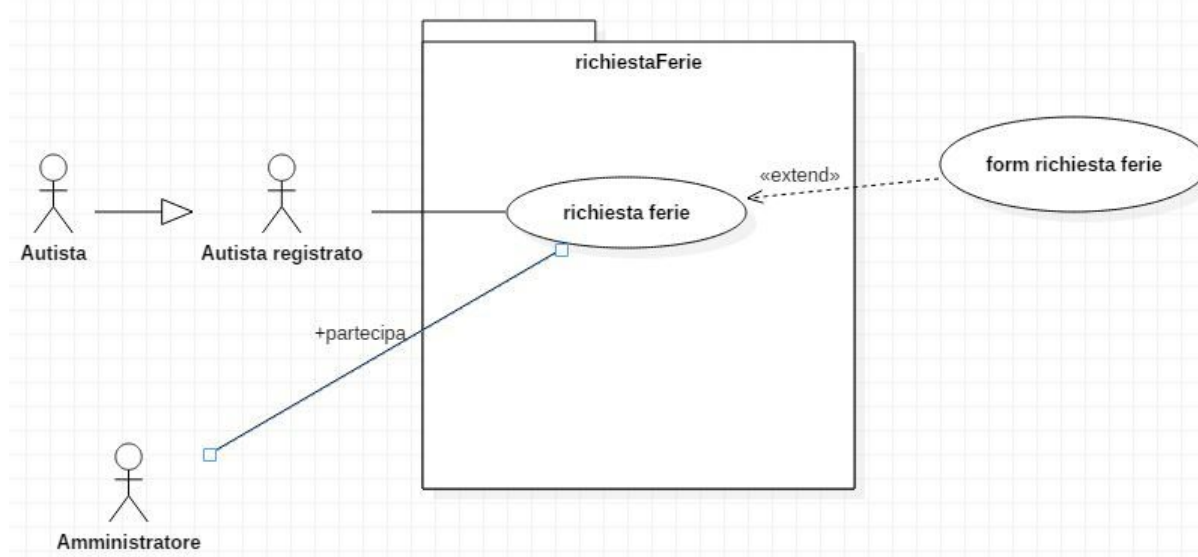 richiestaFerie
«extend»
form richiesta ferie
richiesta ferie
Autista
Autista registrato
+partecipa
Amministratore